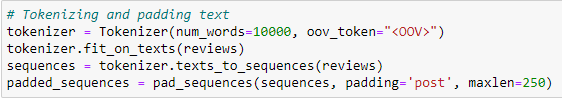 # Tokenizing and padding text
tokenizer = Tokenizer(num_words=10000, oov_token="<OOV>")
tokenizer.fit_on_texts(reviews)
sequences = tokenizer.texts_to_sequences(reviews)
padded_sequences = pad_sequences(sequences, padding='post', maxlen=250)